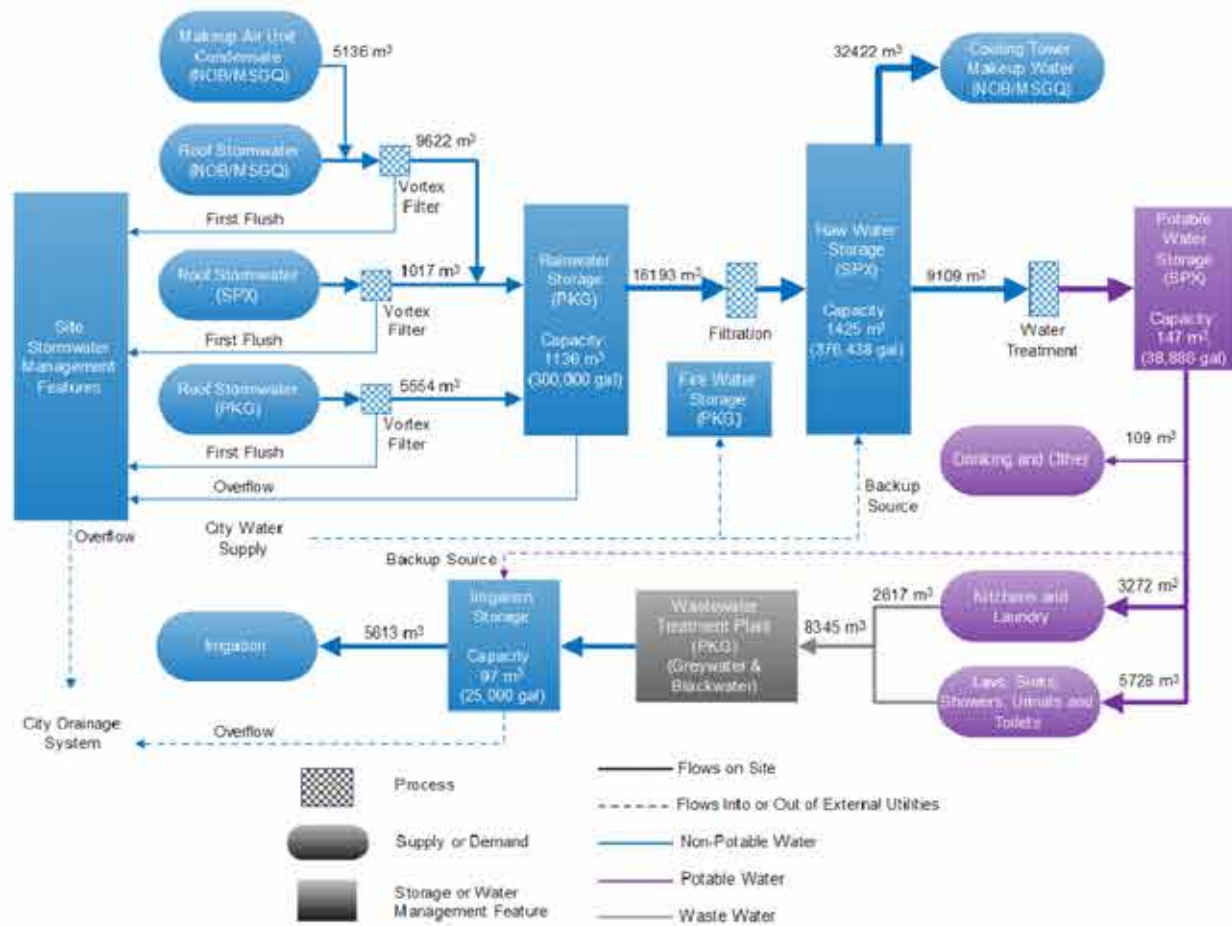 Makeup Air Unit
Condensate
(NOB/MSGQ)
5136 m³
32422 m³
Cooling Tower
Makeup Water
(NOB/MSGQ)
Roof Stormwater
(NOB/MSGQ)
9622 m³
Vortex
Filter
First Flush
Site
Stormwater
Management
Features
Roof Stormwater
(SPX)
1017 m³
Vortex
Filter
First Flush
Roof Stormwater
(PKG)
5554 m³
Vortex
Filter
First Flush
Overflow
Rainwater
Storage
(PKG)
Capacity
1136 m³
(300,000 gal)
16193 m³
Filtration
Fire Water
Storage
(PKG)
Raw Water
Storage
(SPX)
Capacity
1425 m³
(376,438 gal)
9109 m³
Water
Treatment
Potable
Water
Storage
(SPX)
Capacity
147 m³
(38,886 gal)
109 m³
Drinking and Other
Backup
Source
City Water
Supply
Overflow
Backup Source
Irrigation
5613 m³
Irrigation
Storage
Capacity
97 m³
(25,000 gal)
Wastewater
Treatment Plant
(PKG)
(Greywater &
Blackwater)
8345 m³
2617 m³
Kitchens and
Laundry
3272 m³
Lavs, Sinks,
Showers, Urinals and
Toilets
5728 m³
City Drainage
System
Overflow
Process
Supply or Demand
Storage or Water
Management Feature
Flows on Site
Flows Into or Out of External Utilities
Non-Potable Water
Potable Water
Waste Water